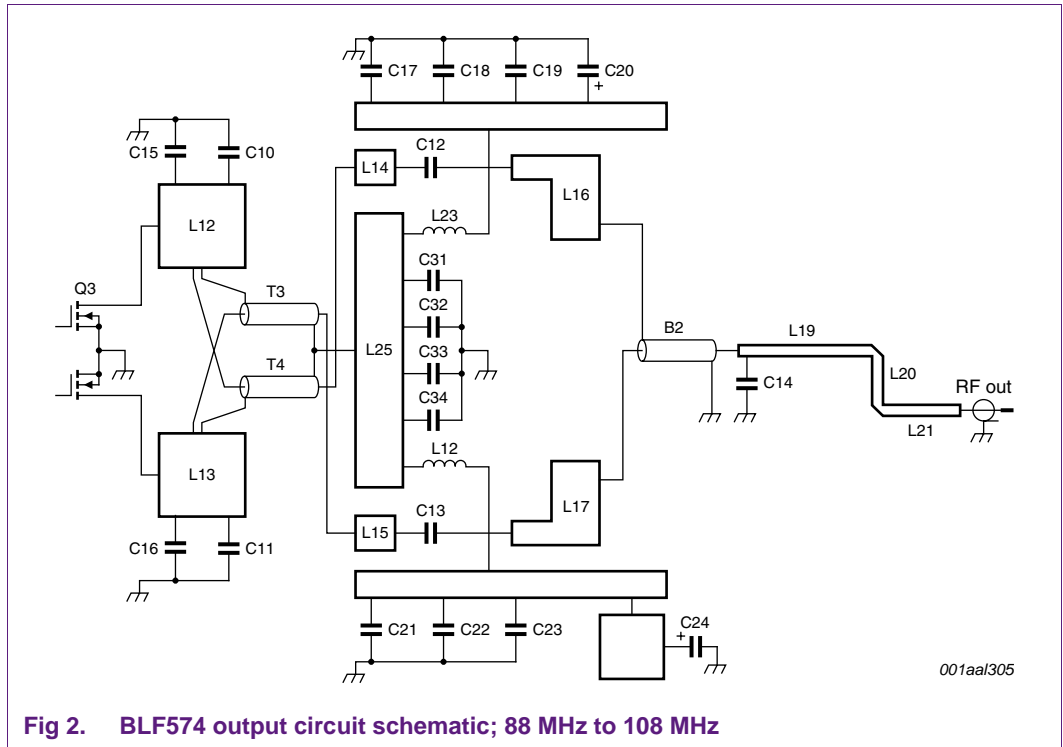 C17
C18
C19
C20
+
C15
C10
C12
L14
L16
L12
L23
Q3
C31
T3
C32
B2
L19
L25
C33
T4
L20
C14
RF out
C34
L21
L13
L12
L17
L15
C13
C16
C11
C21
C22
C23
+
C24
001aal305
Fig 2. BLF574 output circuit schematic; 88 MHz to 108 MHz